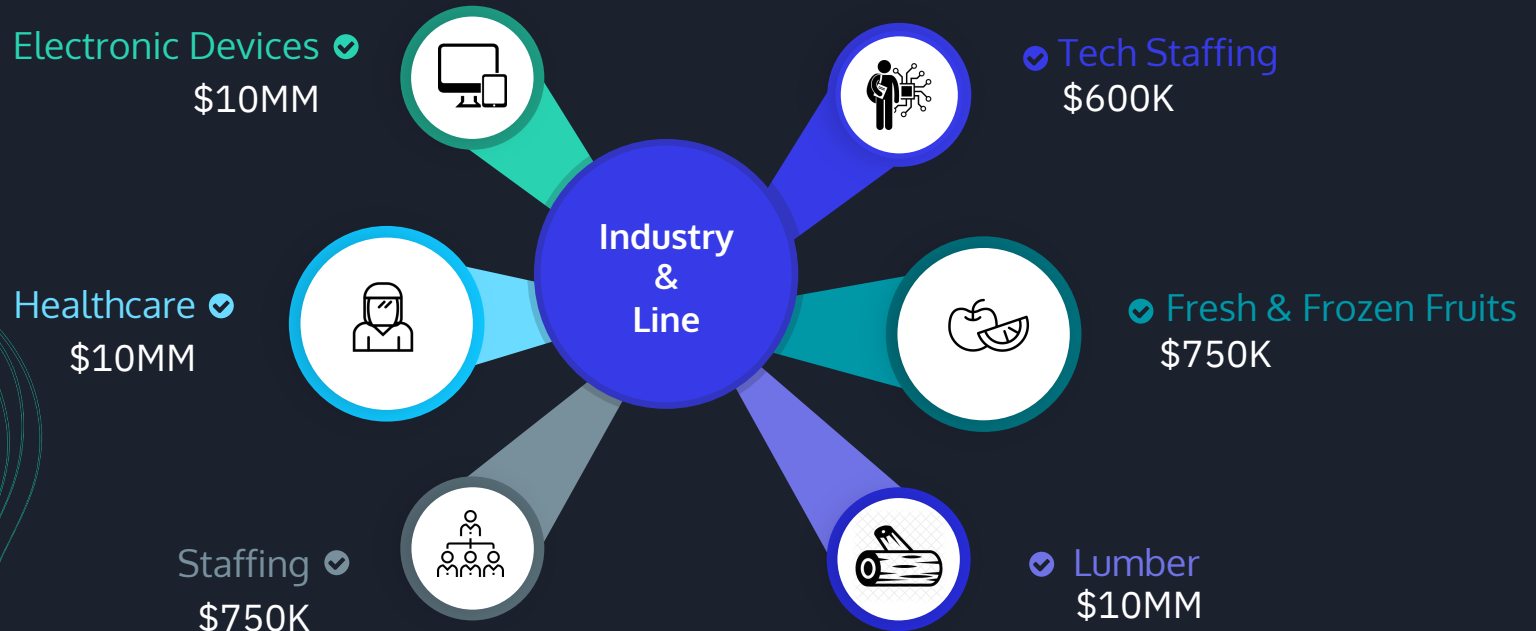 Electronic Devices
$10MM
Tech Staffing
$600K
Industry
&
Line
Healthcare
$10MM
Fresh & Frozen Fruits
$750K
Staffing
$750K
Lumber
$10MM